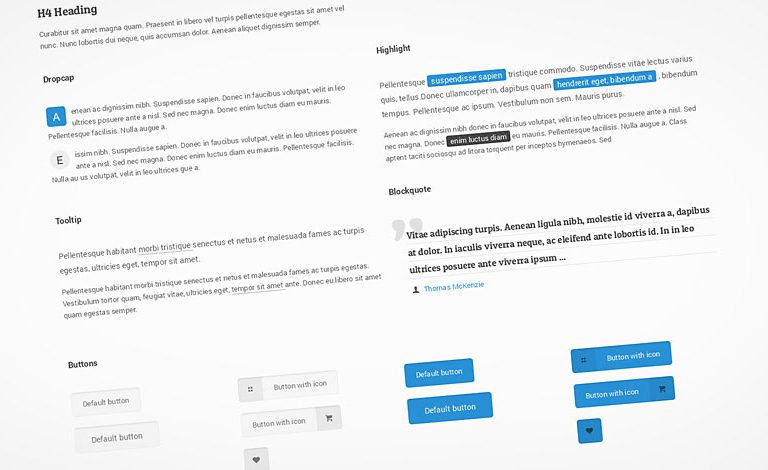 H4 Heading
Curabitur sit amet magna quam. Praesent in libero vel turpis pellentesque egestas sit amet vel
nunc. Nunc lobortis dui neque, quis accumsan dolor. Aenean aliquet dignissim semper.
Dropcap
A enean ac dignissim nibh. Suspendisse sapien. Donec in faucibus volutpat, velit in leo
ultrices posuere ante a nisl. Sed nec magna. Donec enim luctus diam eu mauris.
Pellentesque facilisis. Nulla augue a.
E issim nibh. Suspendisse sapien. Donec in faucibus volutpat, velit in leo ultrices posuere
ante a nisl. Sed nec magna. Donec enim luctus diam eu mauris. Pellentesque facilisis.
Nulla au us volutpat, velit in leo ultrices gue a.
Tooltip
Pellentesque habitant morbi tristique senectus et netus et malesuada fames ac turpis
egestas, ultricies eget, tempor sit amet.
Pellentesque habitant morbi tristique senectus et netus et malesuada fames ac turpis egestas.
Vestibulum tortor quam, feugiat vitae, ultricies eget, tempor sit amet ante. Donec eu libero sit amet
quam egestas semper.
Highlight
Pellentesque suspendisse sapien tristique commodo. Suspendisse vitae lectus varius
quis, tellus.Donec ullamcorper in, dapibus quam hendrerit eget, bibendum a , bibendum
tempus. Pellentesque ac ipsum. Vestibulum non sem. Mauris purus.
Aenean ac dignissim nibh donec in faucibus volutpat, velit in leo ultrices posuere ante a nisl. Sed
nec magna. Donec enim luctus diam eu mauris. Pellentesque facilisis. Nulla augue a. Class
aptent taciti sociosqu ad litora torquent per inceptos hymenaeos. Sed
Blockquote
Vitae adipiscing turpis. Aenean ligula nibh, molestie id viverra a, dapibus
at dolor. In iaculis viverra neque, ac eleifend ante lobortis id. In in leo
ultrices posuere ante viverra ipsum ...
Thomas McKenzie
Buttons
Default button
Button with icon
Default button
Button with icon
Default button
Button with icon
Default button
Button with icon